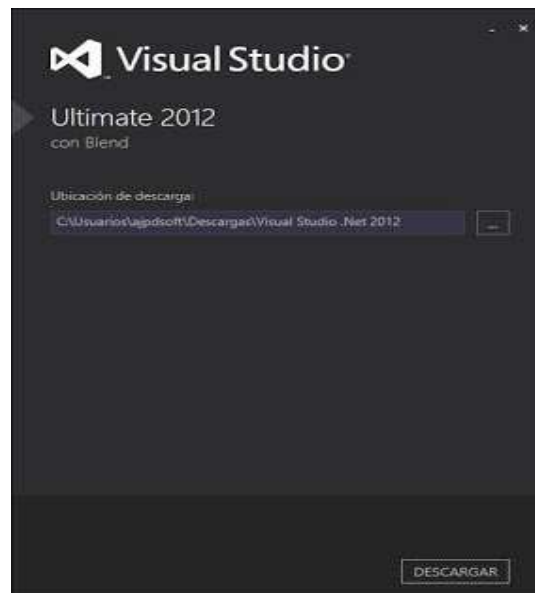 Visual Studio
Ultimate 2012
con Blend
Ubicación de descarga:
C:\Usuarios\ajpdsoft\Descargas\Visual Studio .Net 2012
...
DESCARGAR